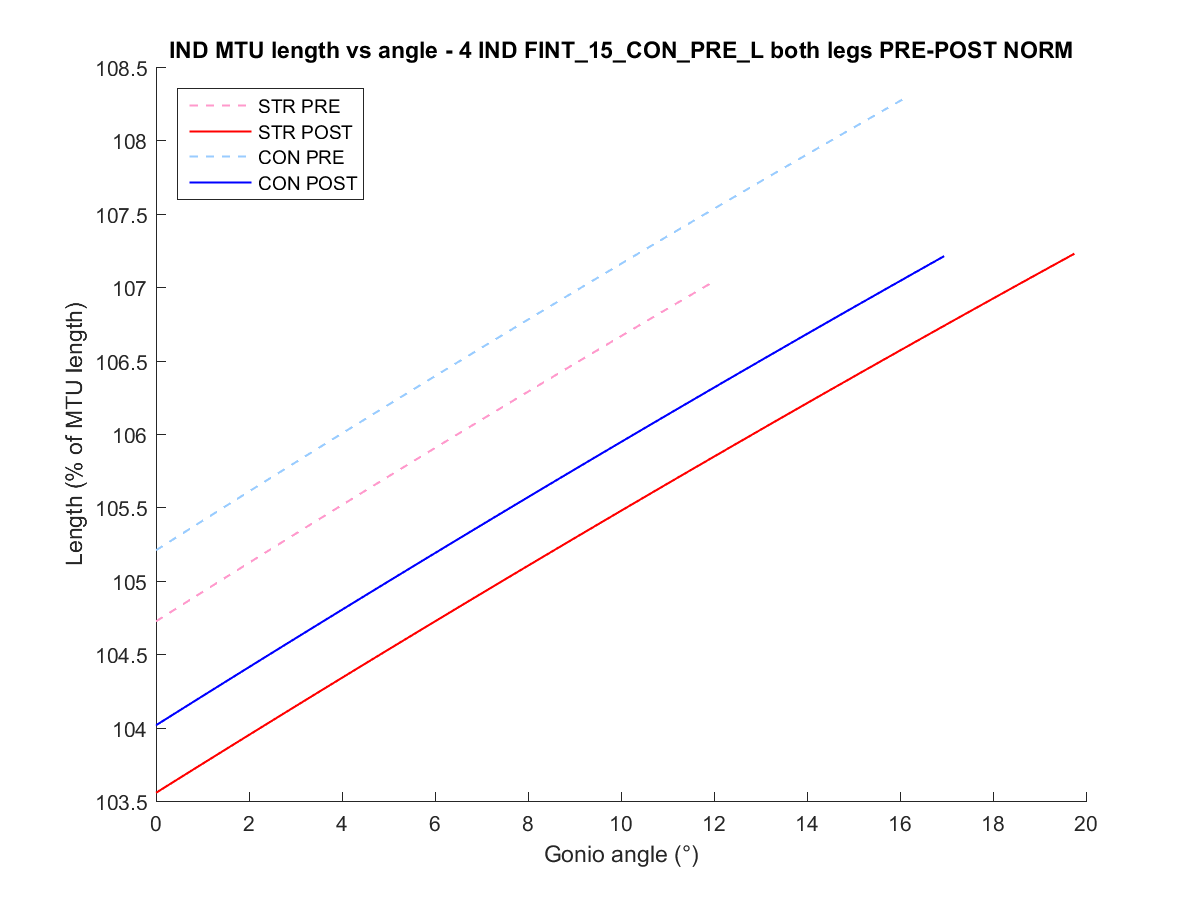 IND MTU length vs angle - 4 IND FINT_15_CON_PRE_L both legs PRE-POST NORM
108.5
108
107.5
107
106.5
106
105.5
105
104.5
104
103.5
STR PRE
STR POST
CON PRE
CON POST
Length (% of MTU length)
0 2 4 6 8 10 12 14 16 18 20
Gonio angle (°)